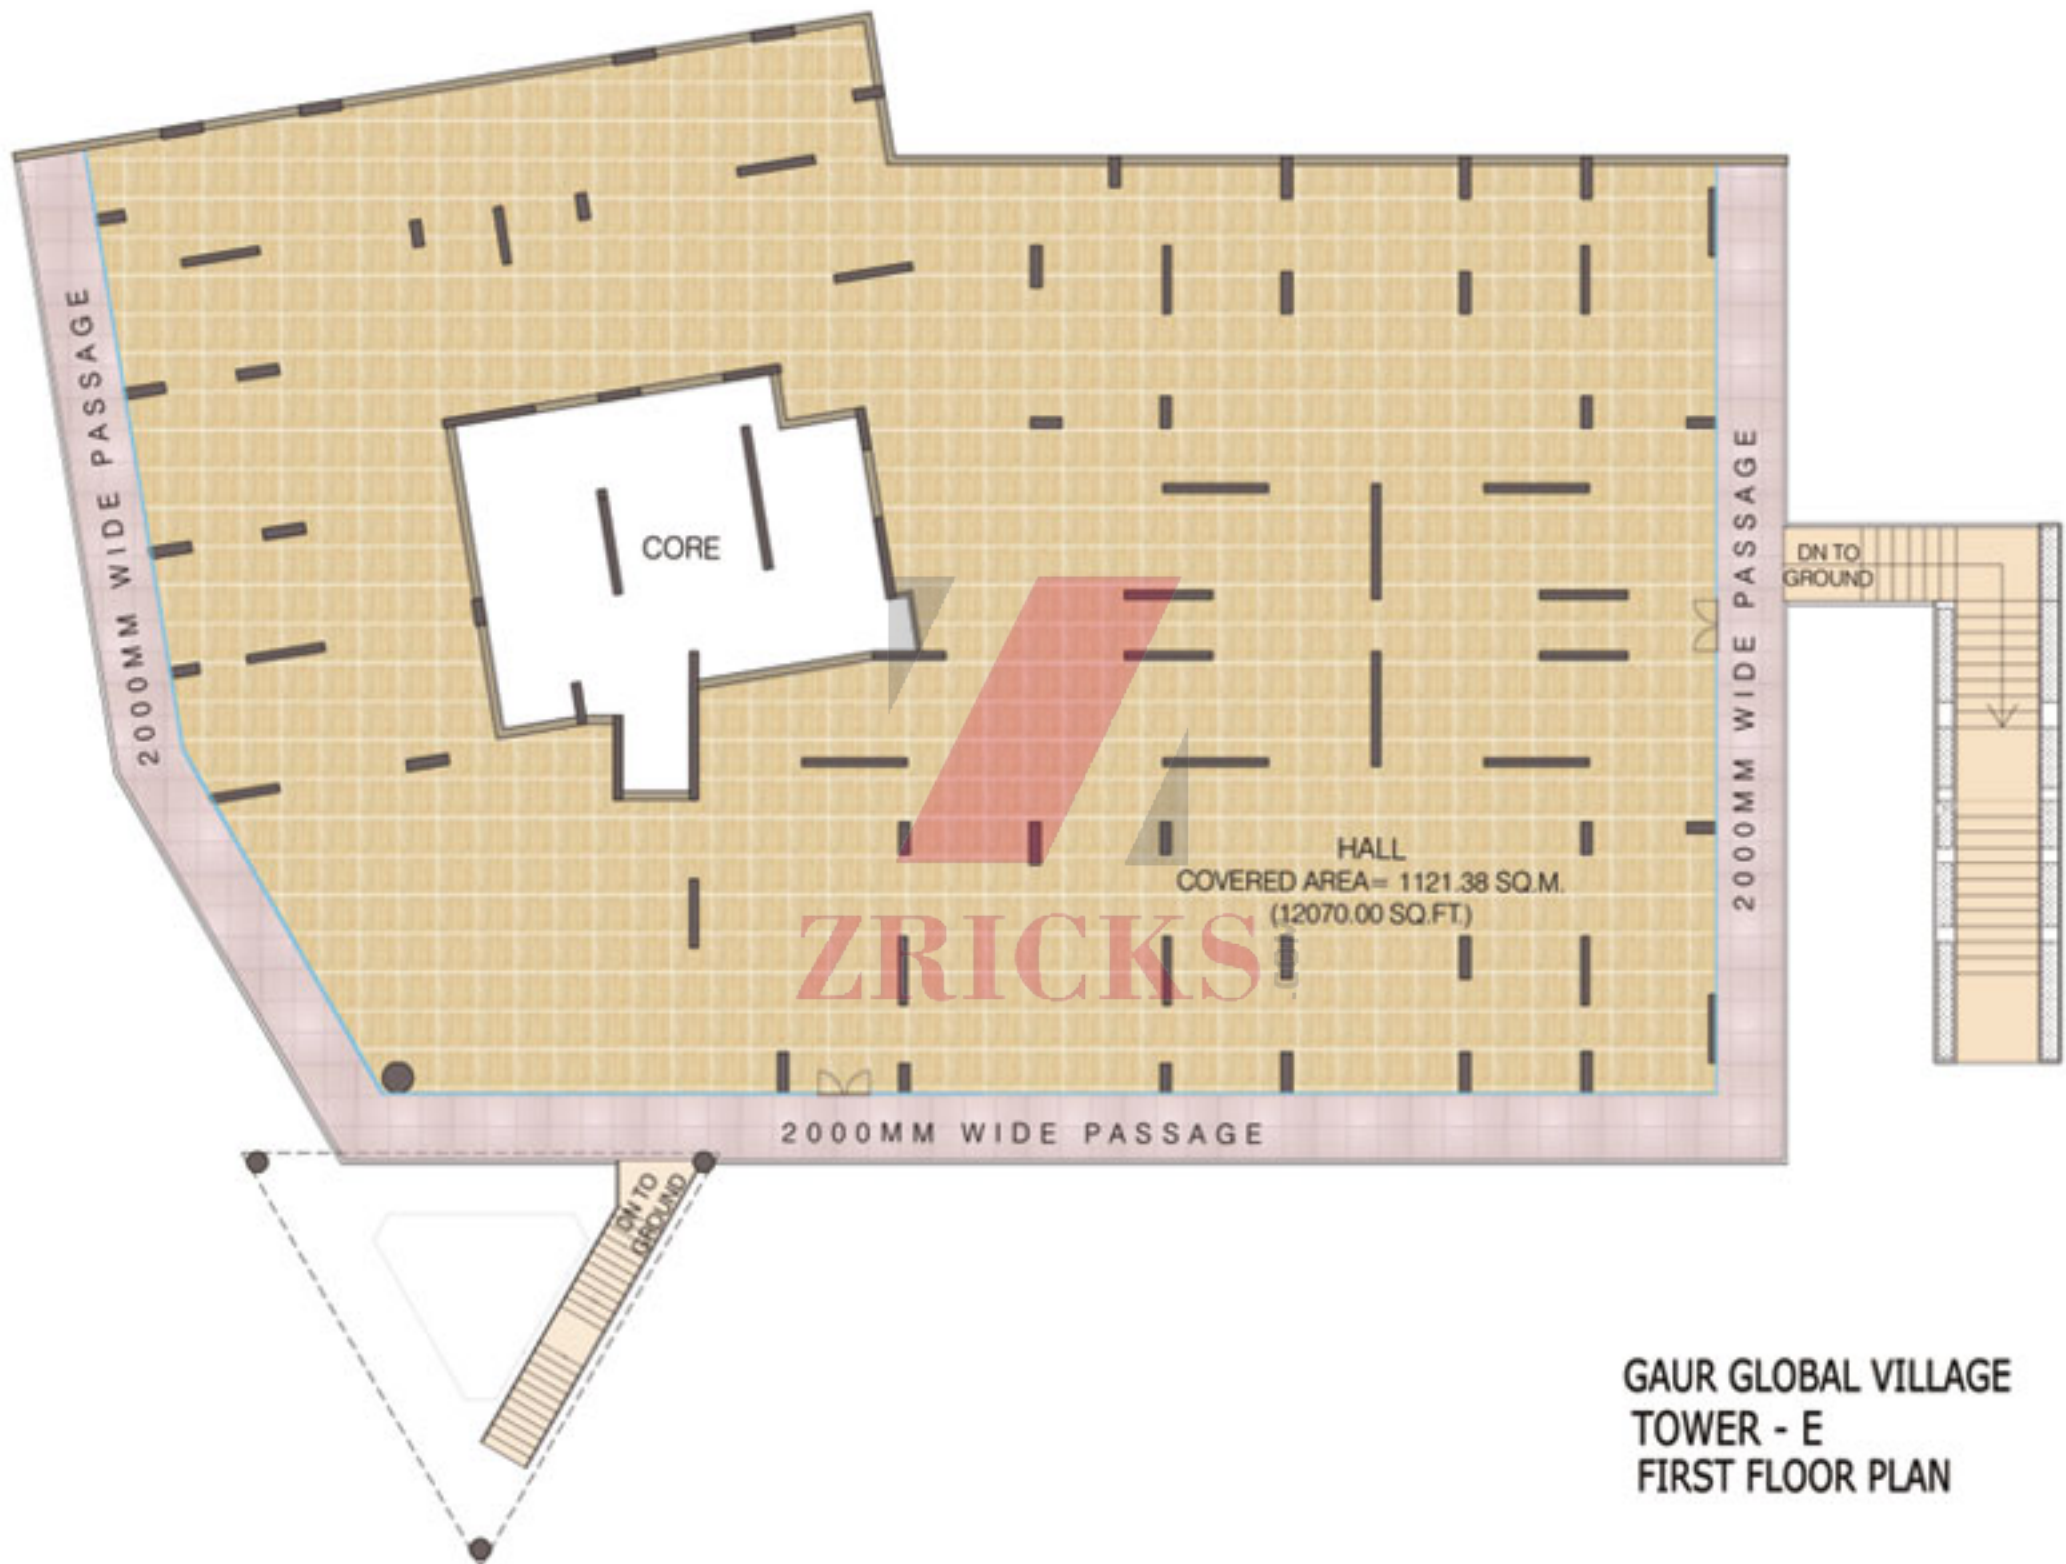 2000MM WIDE PASSAGE
CORE
2000MM WIDE PASSAGE
DN TO
GROUND
HALL
COVERED AREA= 1121.38 SQ.M.
(12070.00 SQ.FT.)
ZRICKS
2000MM WIDE PASSAGE
DN TO
GROUND
GAUR GLOBAL VILLAGE
TOWER - E
FIRST FLOOR PLAN